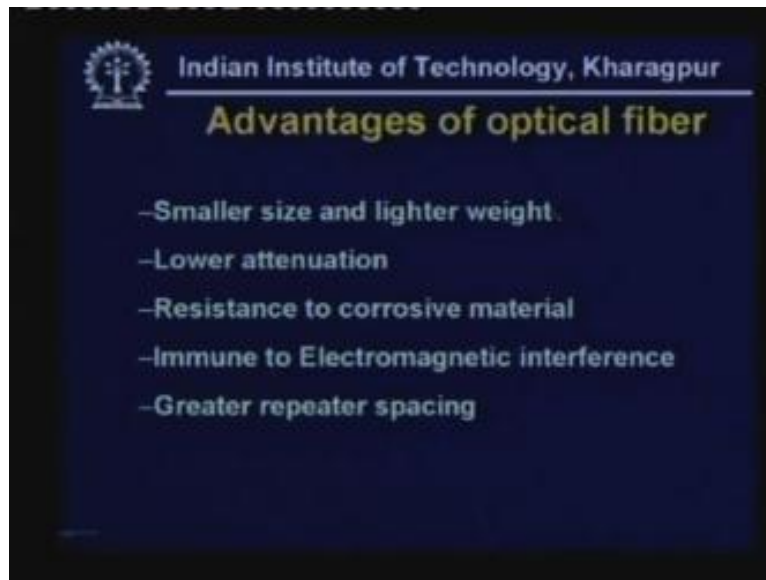 Indian Institute of Technology, Kharagpur
Advantages of optical fiber
–Smaller size and lighter weight.
–Lower attenuation
–Resistance to corrosive material
–Immune to Electromagnetic interference
–Greater repeater spacing